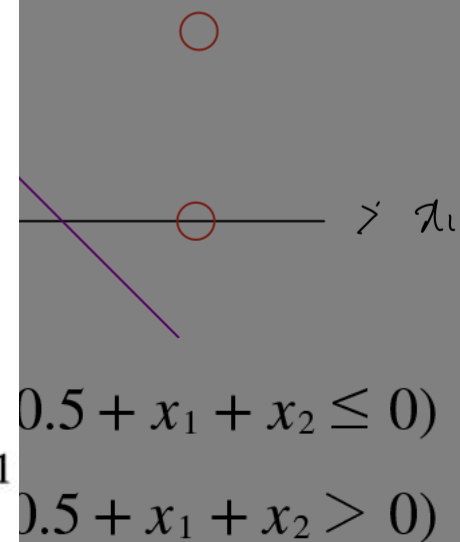 > x₁
0.5 + x₁ + x₂ ≤ 0)
1
0.5 + x₁ + x₂ > 0)